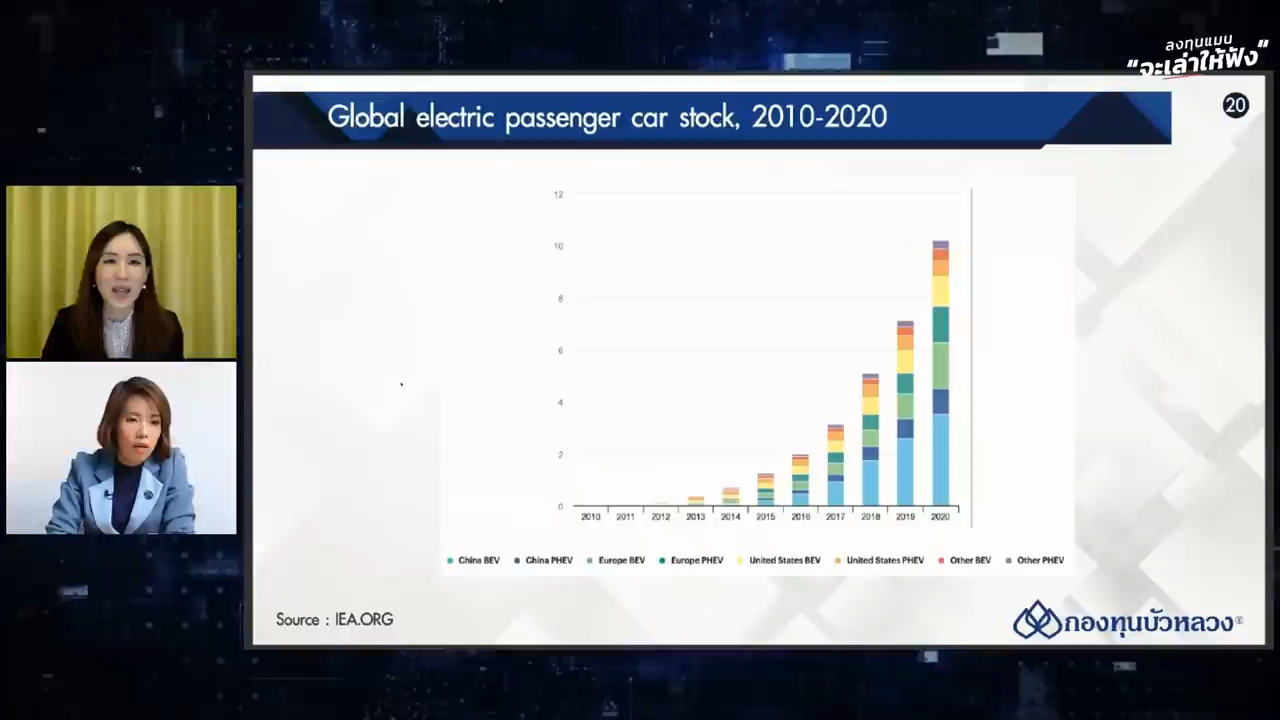 ลงทุนแมน
“จะเล่าให้ฟัง”
Global electric passenger car stock, 2010-2020
20
12
10
8
6
4
2
0
2010 2011 2012 2013 2014 2015 2016 2017 2018 2019 2020
China BEV China PHEV Europe BEV Europe PHEV United States BEV United States PHEV Other BEV Other PHEV
Source : IEA.ORG
กองทุนบัวหลวง®